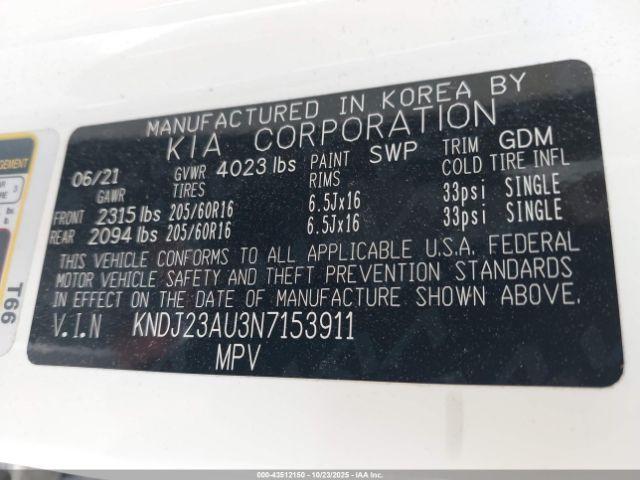 MANUFACTURED IN KOREA BY
KIA CORPORATION
06/21 GVWR 4023 lbs PAINT SWP TRIM GDM
GAWR TIRES RIMS COLD TIRE INFL
FRONT 2315 lbs 205/60R16 6.5Jx16 33psi SINGLE
REAR 2094 lbs 205/60R16 6.5Jx16 33psi SINGLE
THIS VEHICLE CONFORMS TO ALL APPLICABLE U.S.A. FEDERAL
MOTOR VEHICLE SAFETY AND THEFT PREVENTION STANDARDS
IN EFFECT ON THE DATE OF MANUFACTURE SHOWN ABOVE.
V.I.N KNDJ23AU3N7153911
MPV
T66
000-43512150 - 10/23/2025 - IAA Inc.